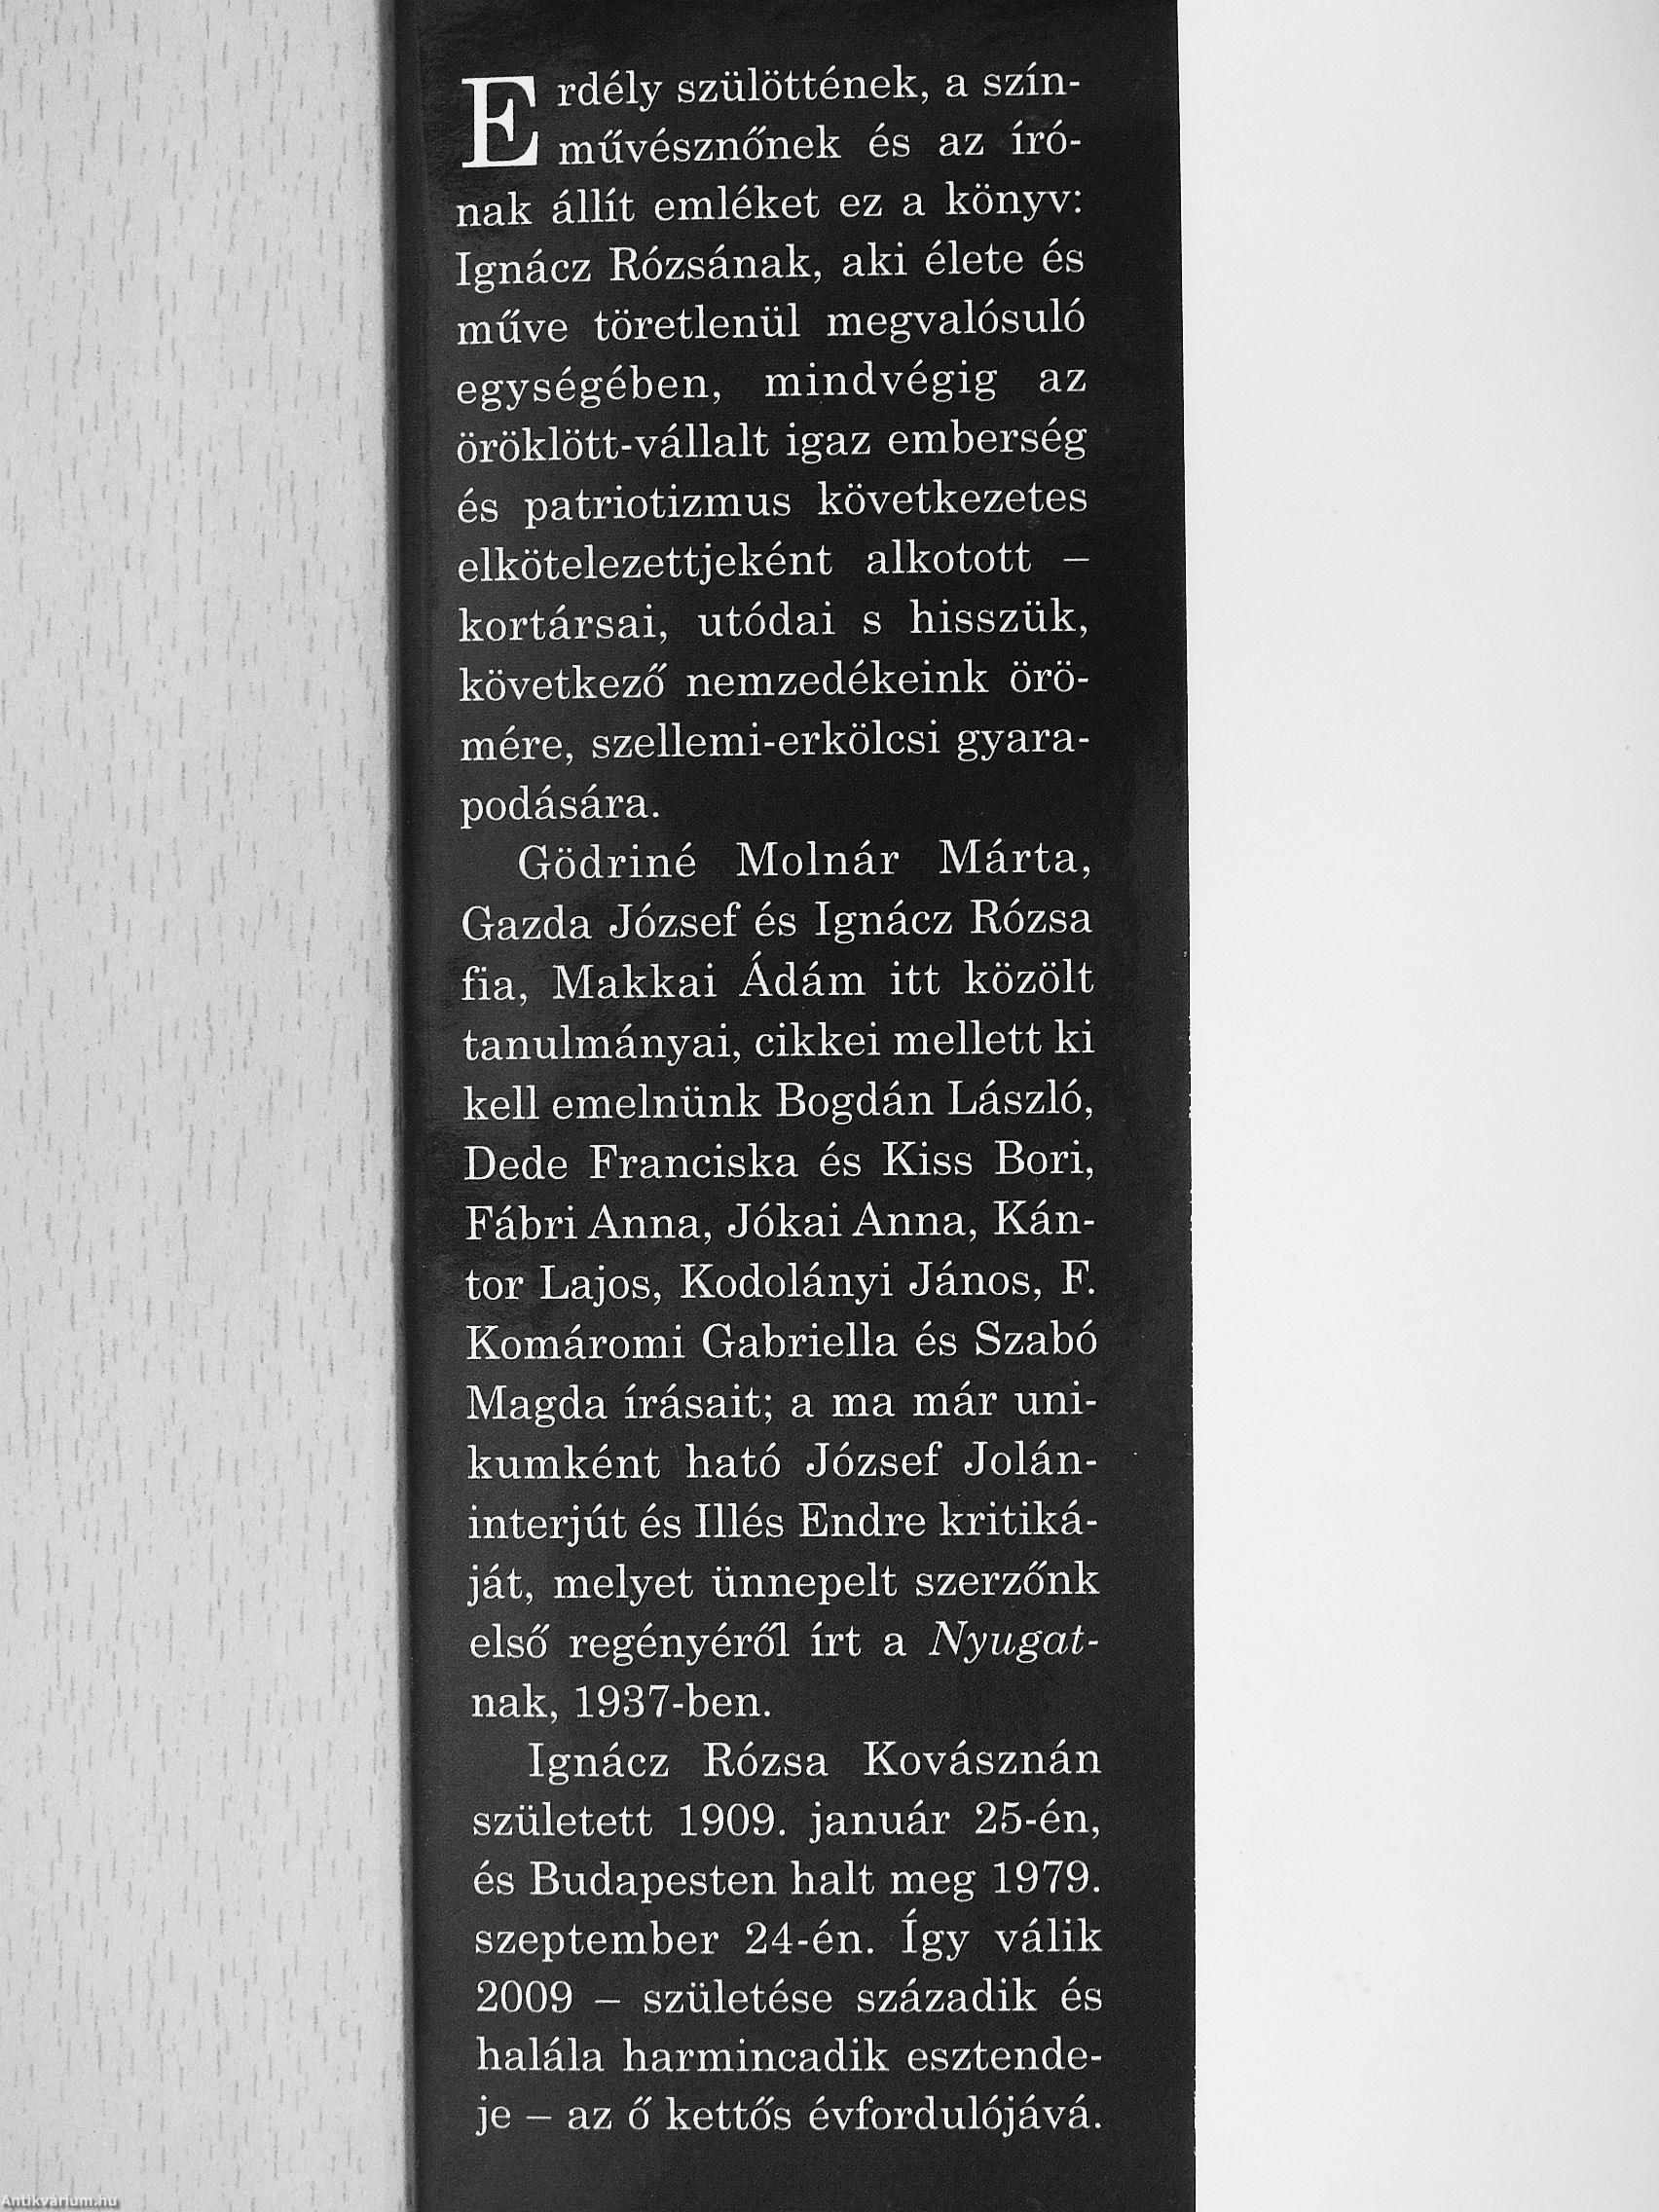 Erdély szülöttének, a szín-
művésznőnek és az író-
nak állít emléket ez a könyv:
Ignácz Rózsának, aki élete és
műve töretlenül megvalósuló
egységében, mindvégig az
öröklött-vállalt igaz emberség
és patriotizmus következetes
elkötelezettjeként alkotott –
kortársai, utódai s hisszük,
következő nemzedékeink örö-
mére, szellemi-erkölcsi gyara-
podására.
Gödriné Molnár Márta,
Gazda József és Ignácz Rózsa
fia, Makkai Ádám itt közölt
tanulmányai, cikkei mellett ki
kell emelnünk Bogdán László,
Dede Franciska és Kiss Bori,
Fábri Anna, Jókai Anna, Kán-
tor Lajos, Kodolányi János, F.
Komáromi Gabriella és Szabó
Magda írásait; a ma már uni-
kumként ható József Jolán-
interjút és Illés Endre kritiká-
ját, melyet ünnepelt szerzőnk
első regényéről írt a Nyugat-
nak, 1937-ben.
Ignácz Rózsa Kovásznán
született 1909. január 25-én,
és Budapesten halt meg 1979.
szeptember 24-én. Így válik
2009 – születése századik és
halála harmincadik esztende-
je – az ő kettős évfordulójává.
Antikvárium.hu